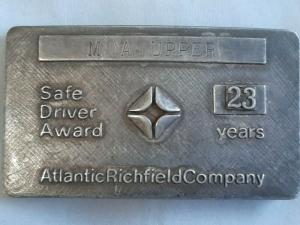 Safe
Driver
Award
23
years
AtlanticRichfieldCompany